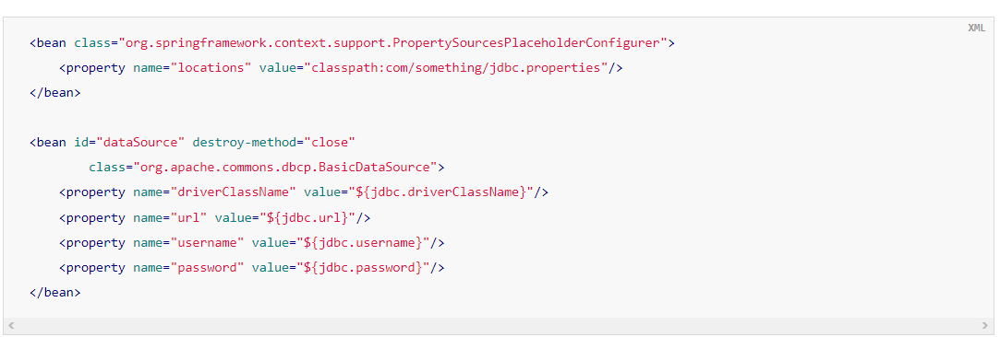 XML
<bean class="org.springframework.context.support.PropertySourcesPlaceholderConfigurer">
    <property name="locations" value="classpath:com/something/jdbc.properties"/>
</bean>

<bean id="dataSource" destroy-method="close"
        class="org.apache.commons.dbcp.BasicDataSource">
    <property name="driverClassName" value="${jdbc.driverClassName}"/>
    <property name="url" value="${jdbc.url}"/>
    <property name="username" value="${jdbc.username}"/>
    <property name="password" value="${jdbc.password}"/>
</bean>